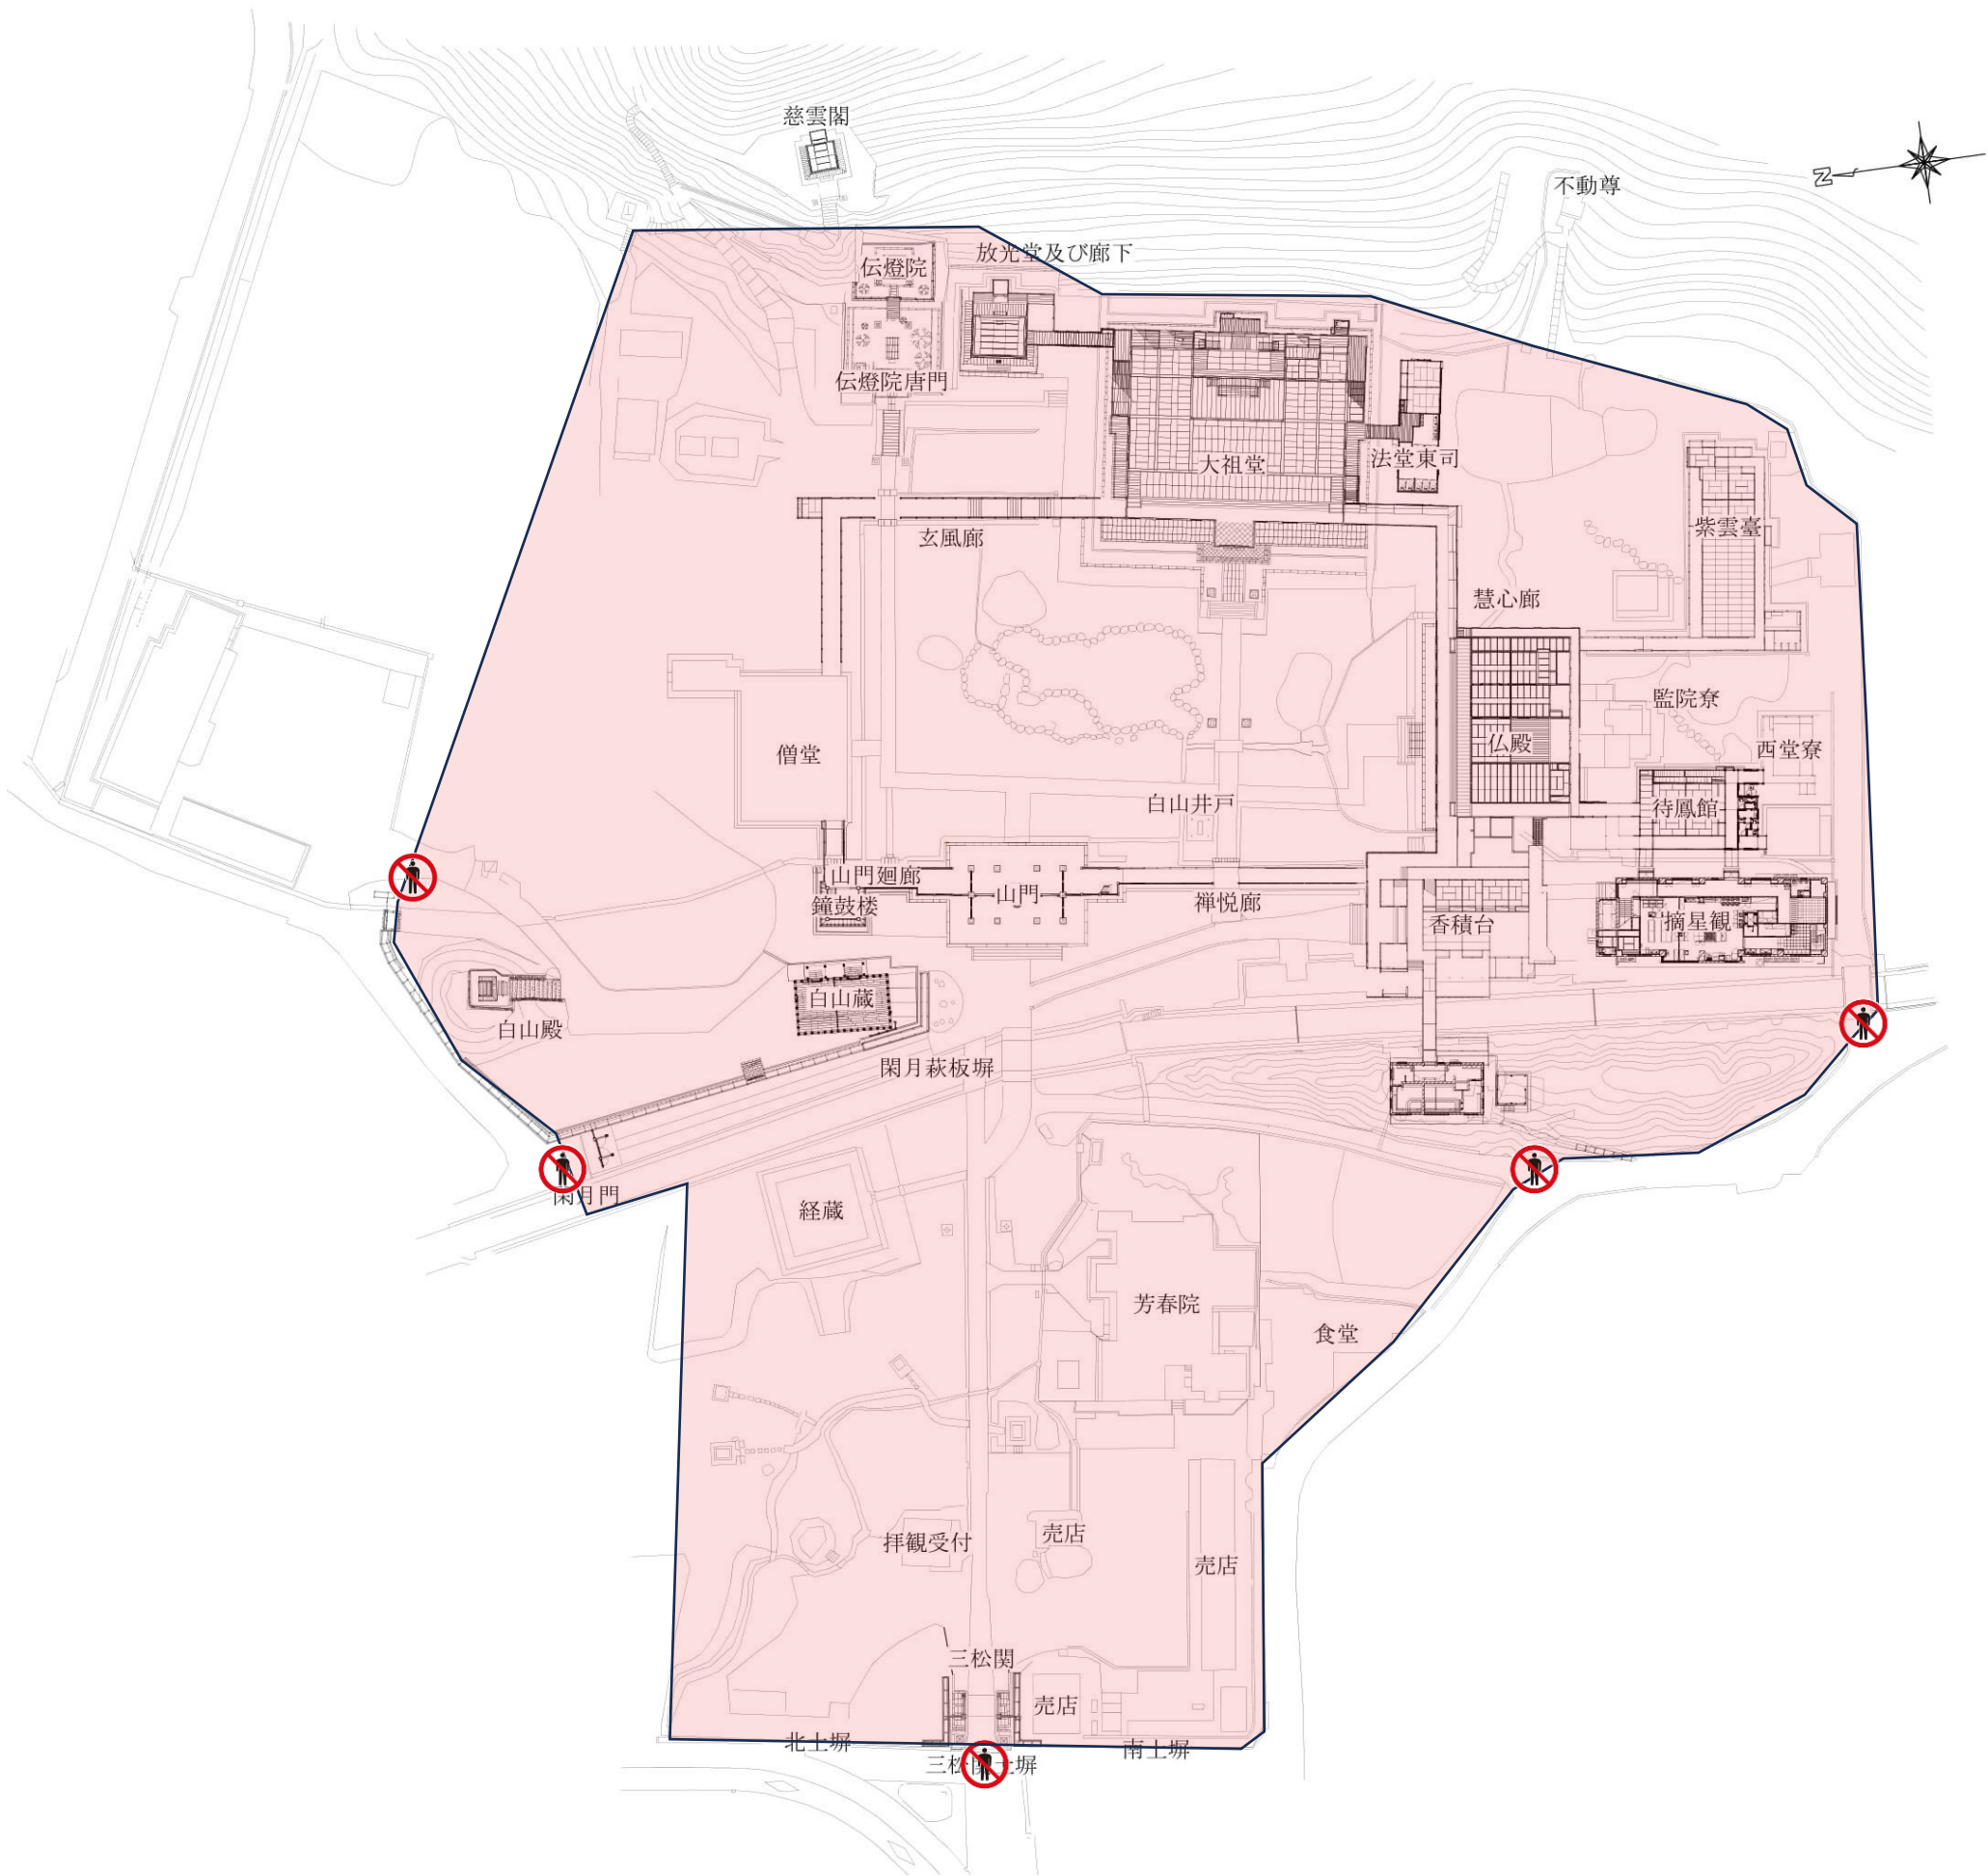 慈雲閣
不動尊
N
放光堂及び廊下
伝燈院
伝燈院唐門
大祖堂
法堂東司
紫雲臺
玄風廊
慧心廊
監院寮
仏殿
西堂寮
僧堂
白山井戸
待鳳館
山門廻廊
山門
禅悦廊
鐘鼓楼
香積台
摘星観
白山蔵
白山殿
閑月萩板塀
閑月門
経蔵
芳春院
食堂
拝観受付
売店
売店
三松関
売店
北土塀
南土塀
三松関土塀